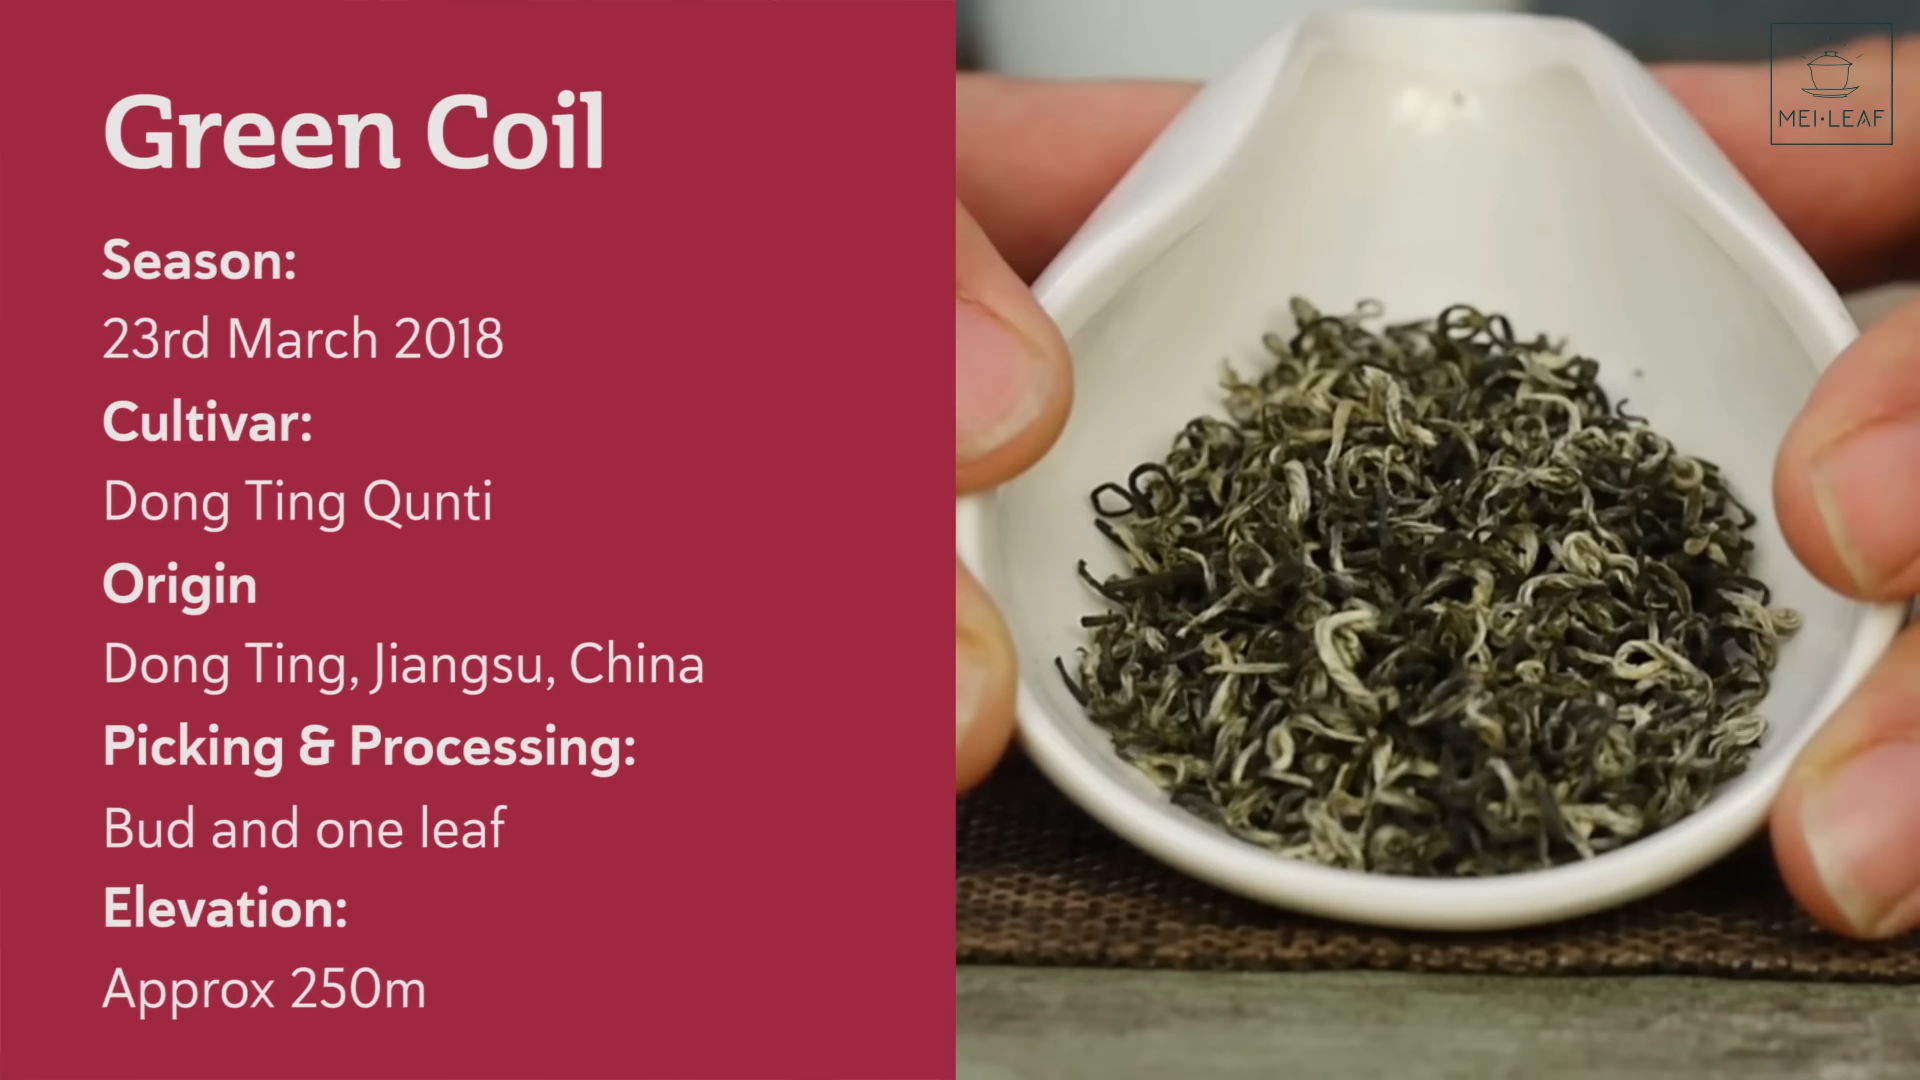 Green Coil
Season:
23rd March 2018
Cultivar:
Dong Ting Qunti
Origin
Dong Ting, Jiangsu, China
Picking & Processing:
Bud and one leaf
Elevation:
Approx 250m
MEI·LEAF